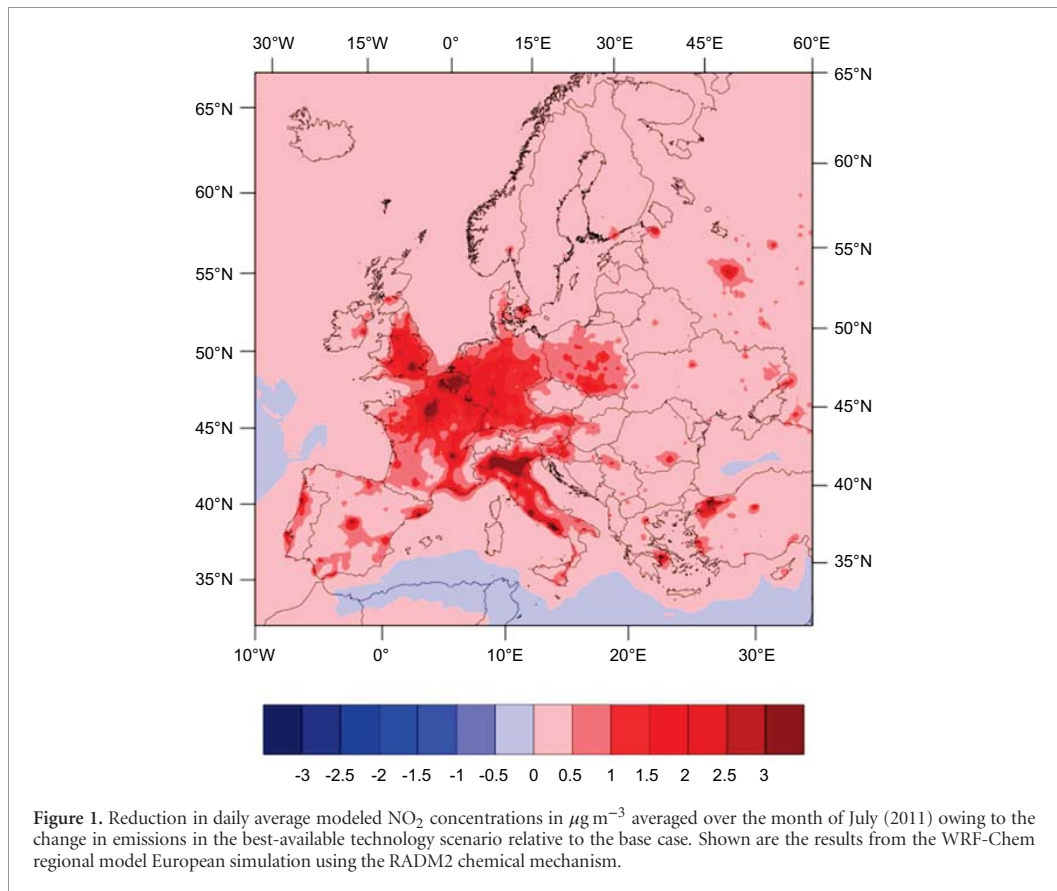 30°W 15°W 0° 15°E 30°E 45°E 60°E
65°N
65°N
60°N
60°N
55°N
55°N
50°N
50°N
45°N
45°N
40°N
40°N
35°N
35°N
10°W 0° 10°E 20°E 30°E
-3 -2.5 -2 -1.5 -1 -0.5 0 0.5 1 1.5 2 2.5 3
Figure 1. Reduction in daily average modeled NO₂ concentrations in μg m⁻³ averaged over the month of July (2011) owing to the
change in emissions in the best-available technology scenario relative to the base case. Shown are the results from the WRF-Chem
regional model European simulation using the RADM2 chemical mechanism.